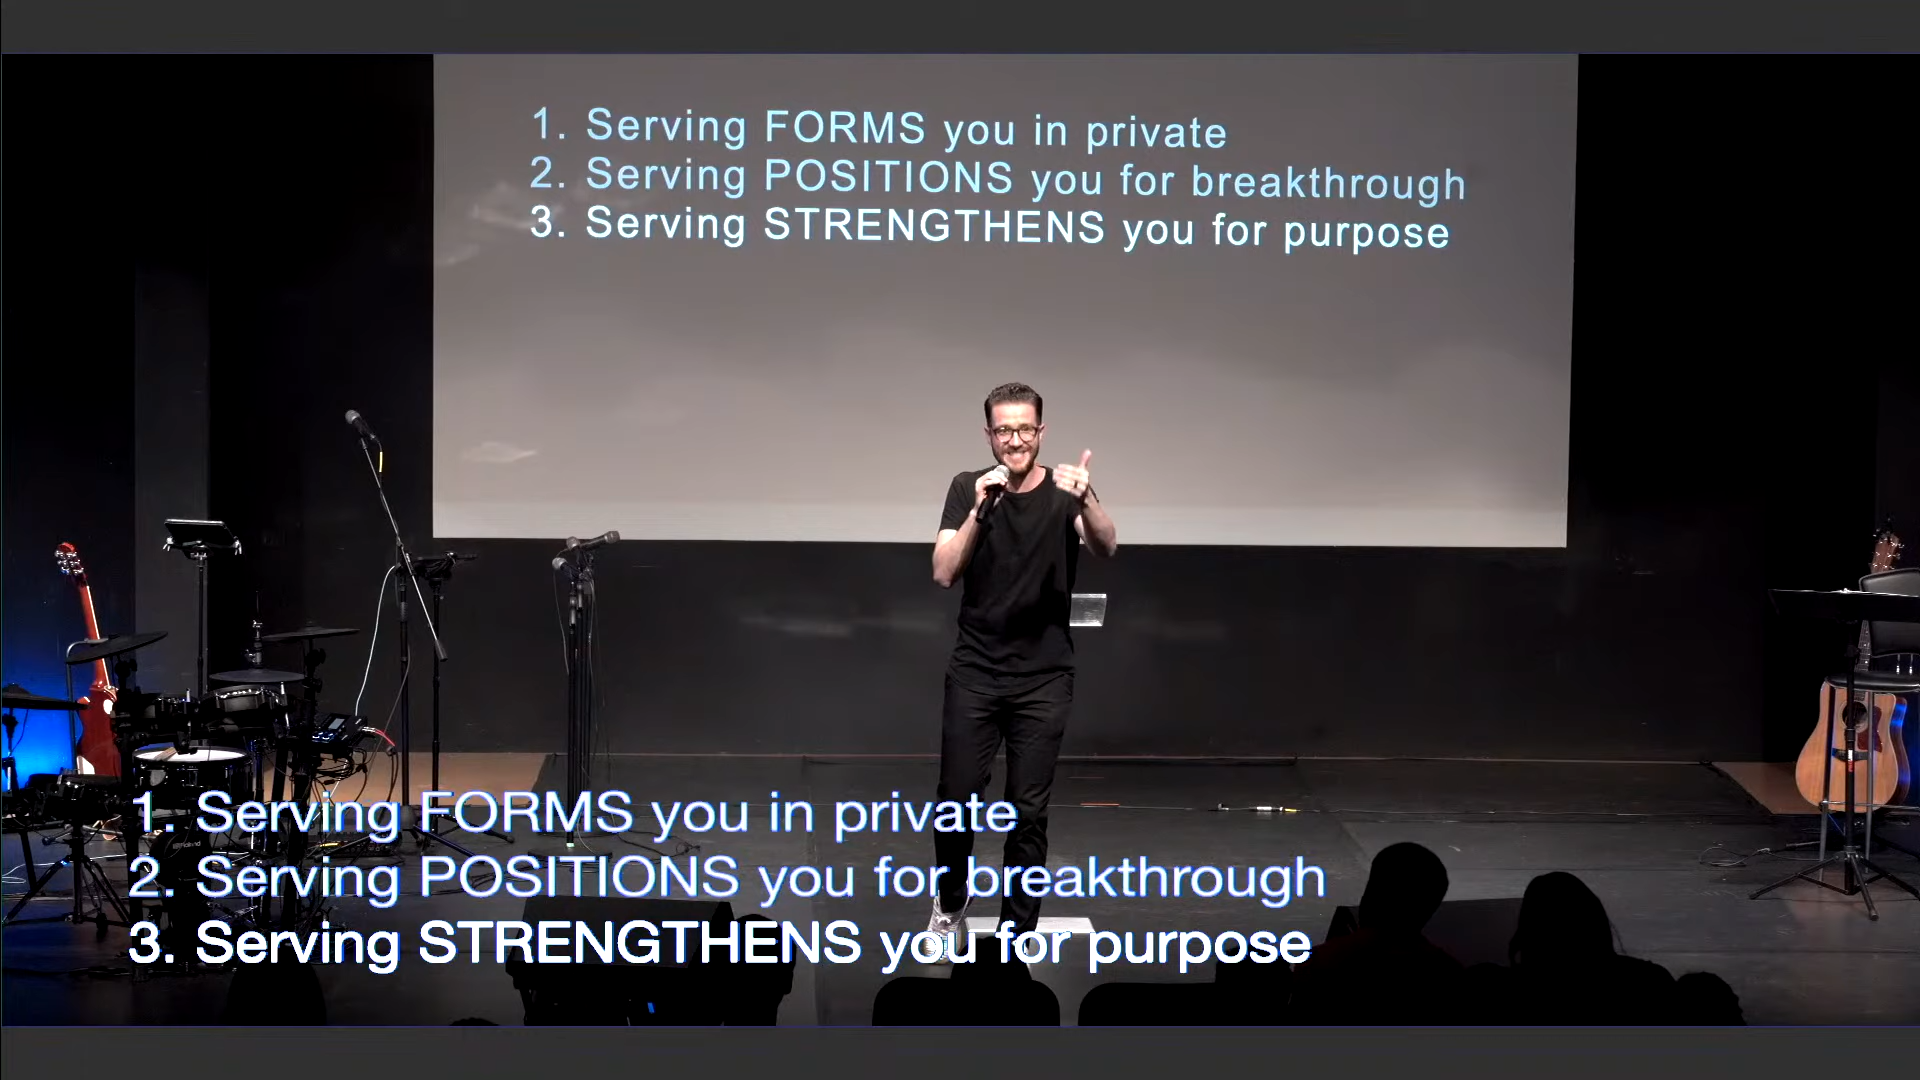 1. Serving FORMS you in private
2. Serving POSITIONS you for breakthrough
3. Serving STRENGTHENS you for purpose
1. Serving FORMS you in private
2. Serving POSITIONS you for breakthrough
3. Serving STRENGTHENS you for purpose